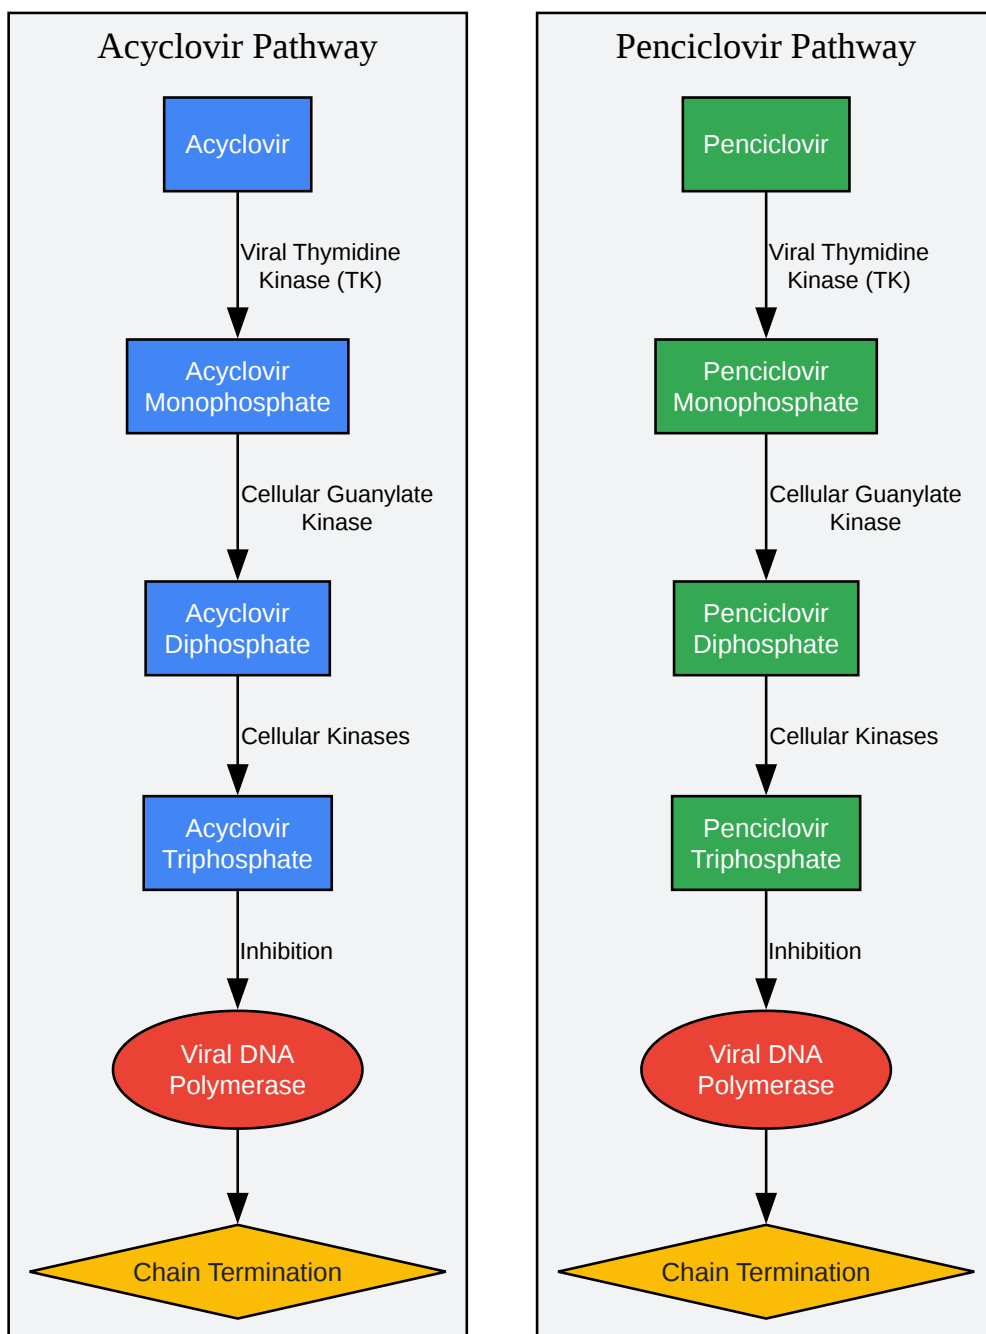 Acyclovir Pathway
Acyclovir
Viral Thymidine
Kinase (TK)
Acyclovir
Monophosphate
Cellular Guanylate
Kinase
Acyclovir
Diphosphate
Cellular Kinases
Acyclovir
Triphosphate
Inhibition
Viral DNA
Polymerase
Chain Termination
Penciclovir Pathway
Penciclovir
Viral Thymidine
Kinase (TK)
Penciclovir
Monophosphate
Cellular Guanylate
Kinase
Penciclovir
Diphosphate
Cellular Kinases
Penciclovir
Triphosphate
Inhibition
Viral DNA
Polymerase
Chain Termination